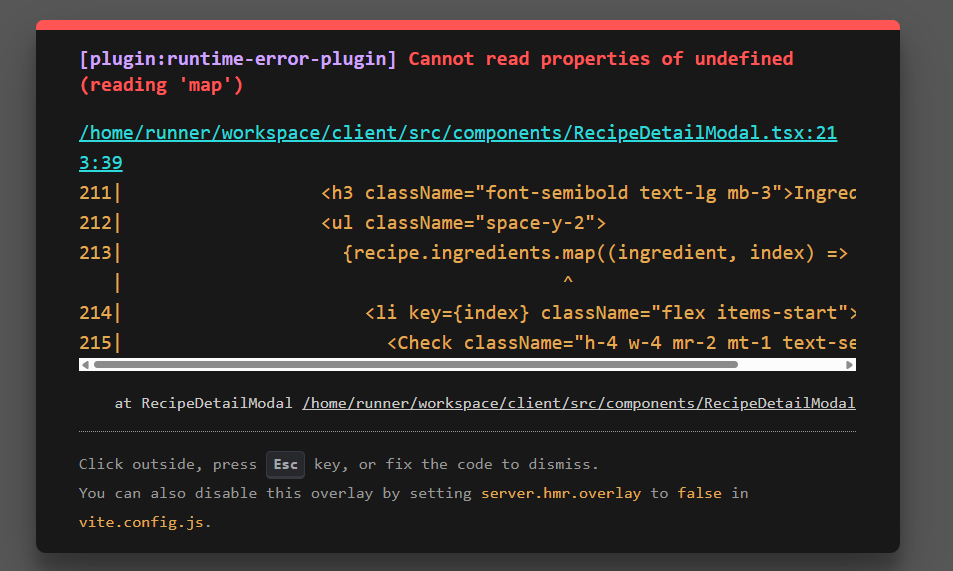 [plugin:runtime-error-plugin] Cannot read properties of undefined
(reading 'map')
/home/runner/workspace/client/src/components/RecipeDetailModal.tsx:21
3:39
211|                  <h3 className="font-semibold text-lg mb-3">Ingred
212|                  <ul className="space-y-2">
213|                    {recipe.ingredients.map((ingredient, index) =>
   |                                        ^
214|                      <li key={index} className="flex items-start">
215|                        <Check className="h-4 w-4 mr-2 mt-1 text-se
at RecipeDetailModal /home/runner/workspace/client/src/components/RecipeDetailModal
Click outside, press Esc key, or fix the code to dismiss.
You can also disable this overlay by setting server.hmr.overlay to false in
vite.config.js.